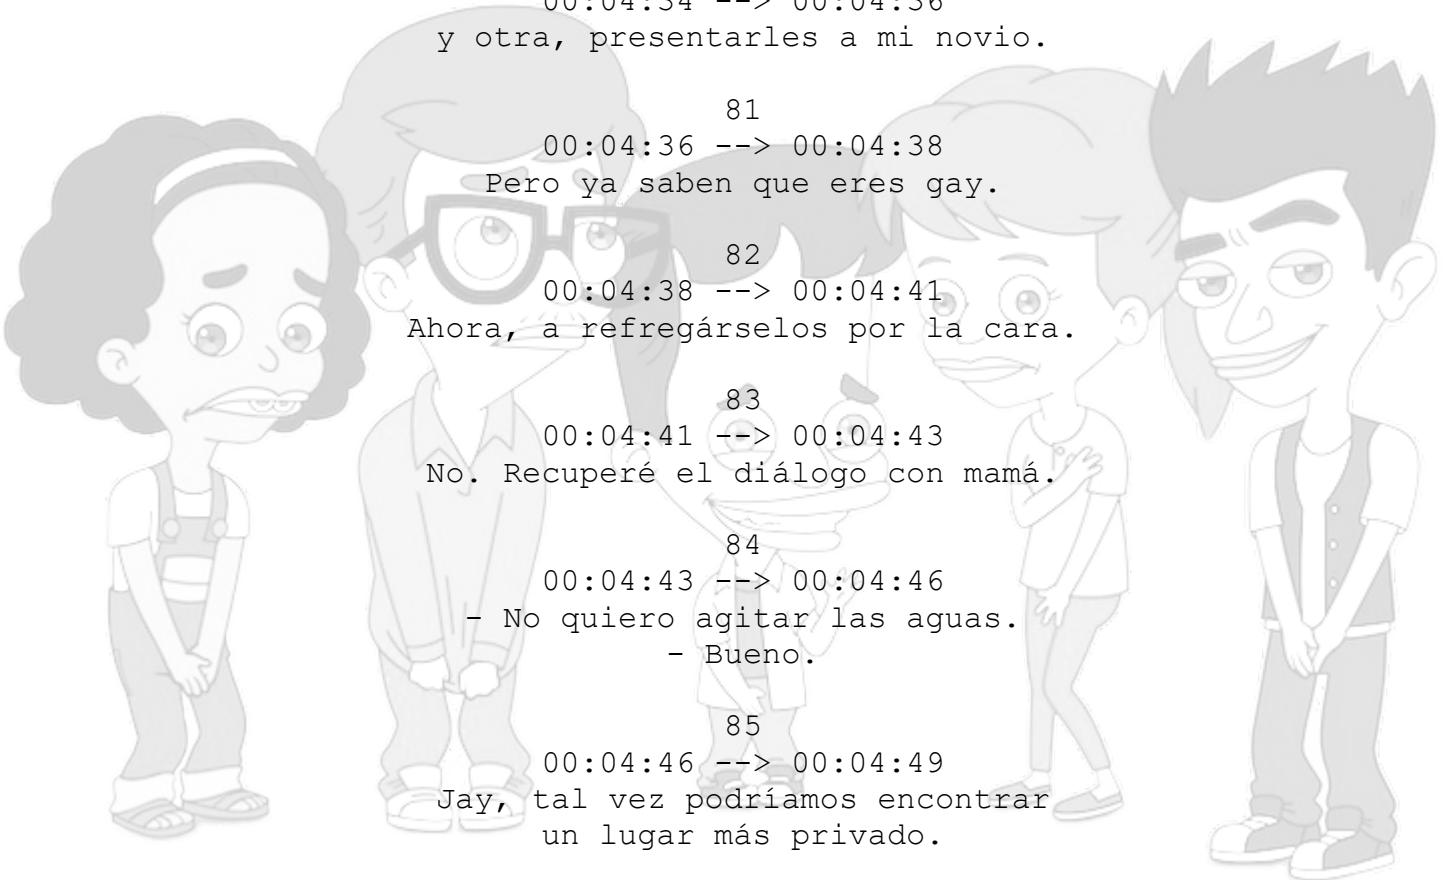 00:04:34 --> 00:04:36
y otra, presentarles a mi novio.
81
00:04:36 --> 00:04:38
Pero ya saben que eres gay.
82
00:04:38 --> 00:04:41
Ahora, a refregárselos por la cara.
83
00:04:41 --> 00:04:43
No. Recuperé el diálogo con mamá.
84
00:04:43 --> 00:04:46
- No quiero agitar las aguas.
- Bueno.
85
00:04:46 --> 00:04:49
Jay, tal vez podríamos encontrar
un lugar más privado.